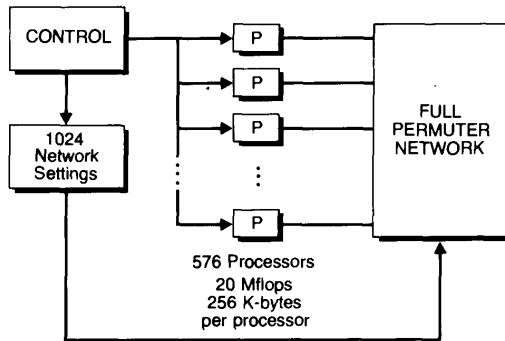 CONTROL
1024
Network
Settings
P
P
P
P
FULL
PERMUTER
NETWORK
576 Processors
20 Mflops
256 K-bytes
per processor